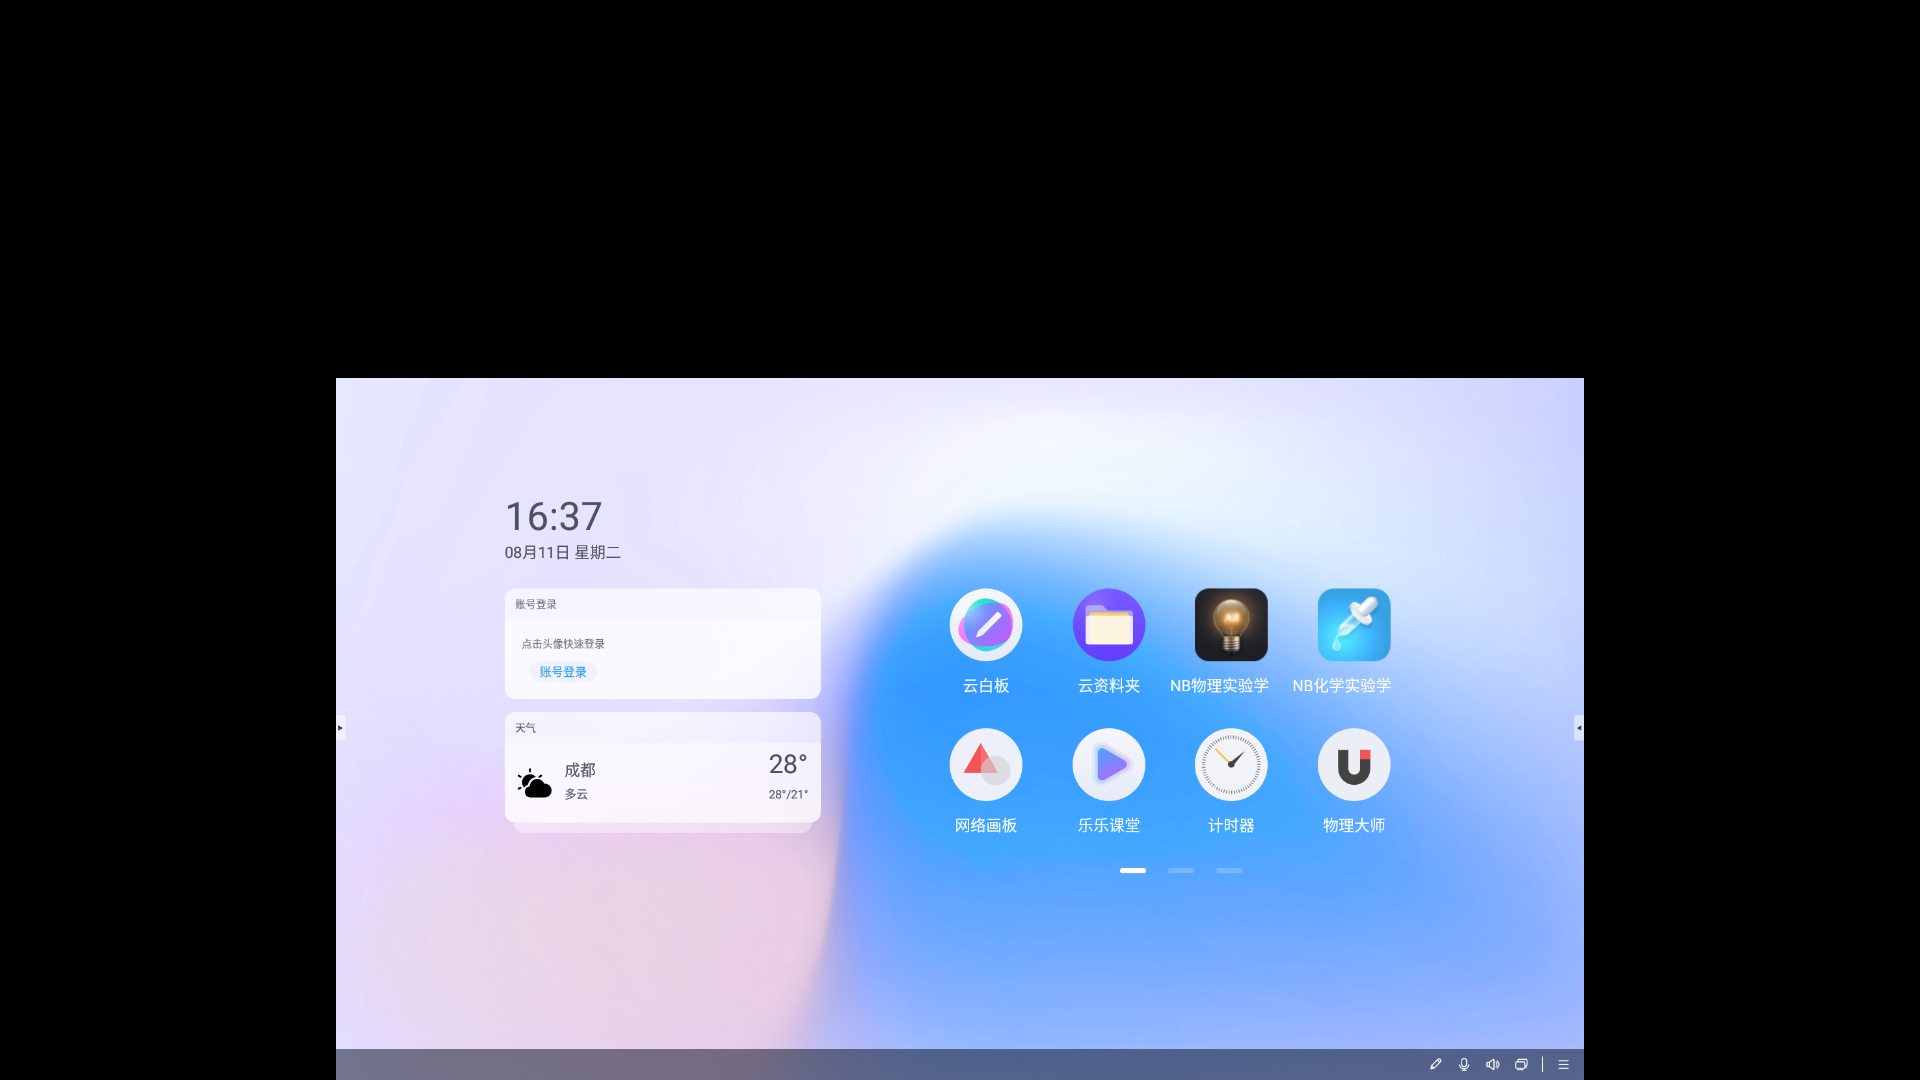 16:37
08月11日 星期二
账号登录
点击头像快速登录
账号登录
天气
成都
多云
28°
28°/21°
云白板
云资料夹
NB物理实验学
NB化学实验学
网络画板
乐乐课堂
计时器
物理大师